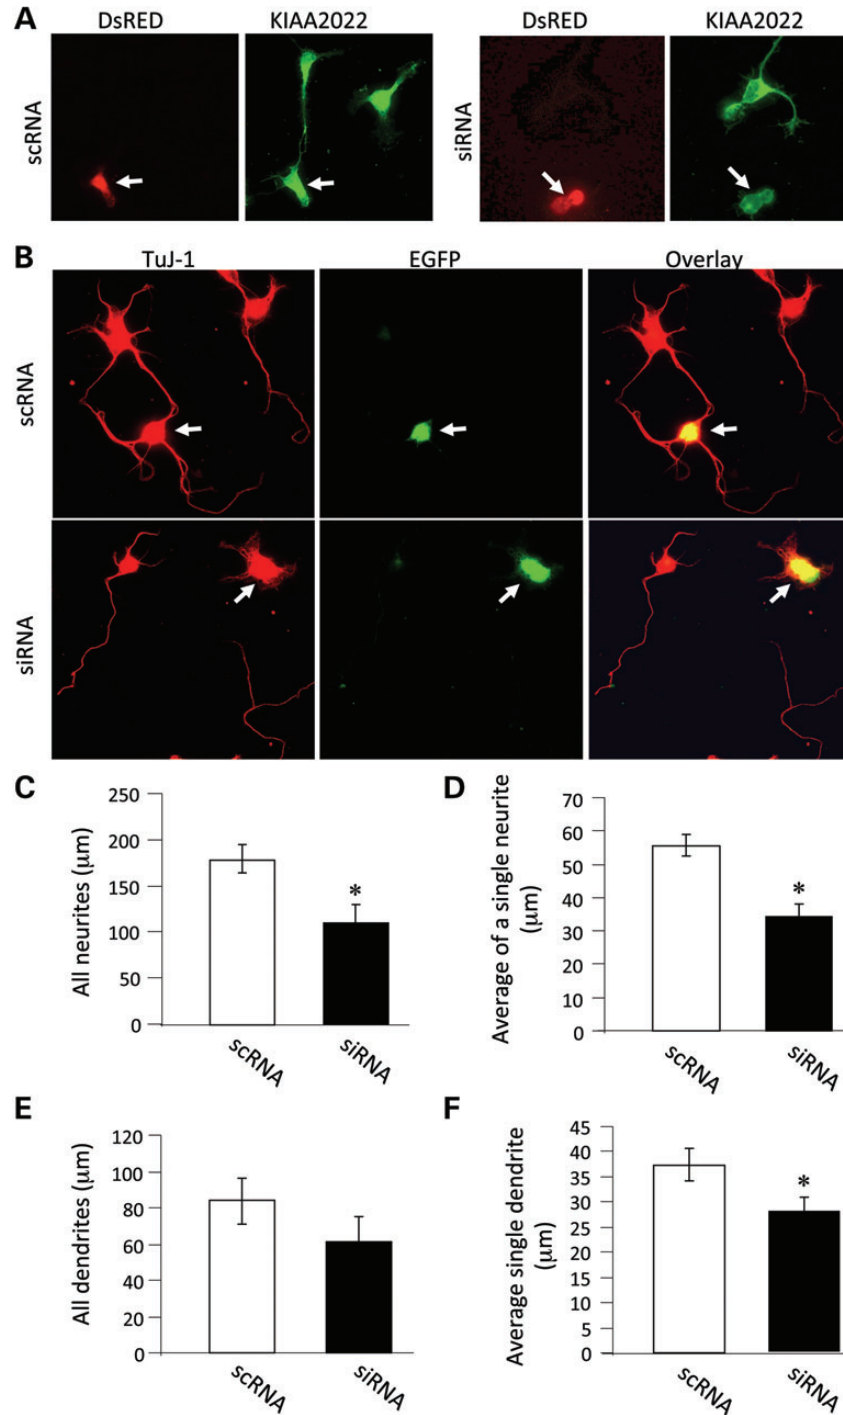 A
DsRED KIAA2022 DsRED KIAA2022
scRNA
siRNA
B
TuJ-1 EGFP Overlay
scRNA
siRNA
C
All neurites (μm)
250
200
150
100
50
0
*
scRNA siRNA
D
Average of a single neurite
(μm)
70
60
50
40
30
20
10
0
*
scRNA siRNA
E
All dendrites (μm)
120
100
80
60
40
20
0
scRNA siRNA
F
Average single dendrite
(μm)
45
40
35
30
25
20
15
10
5
0
*
scRNA siRNA